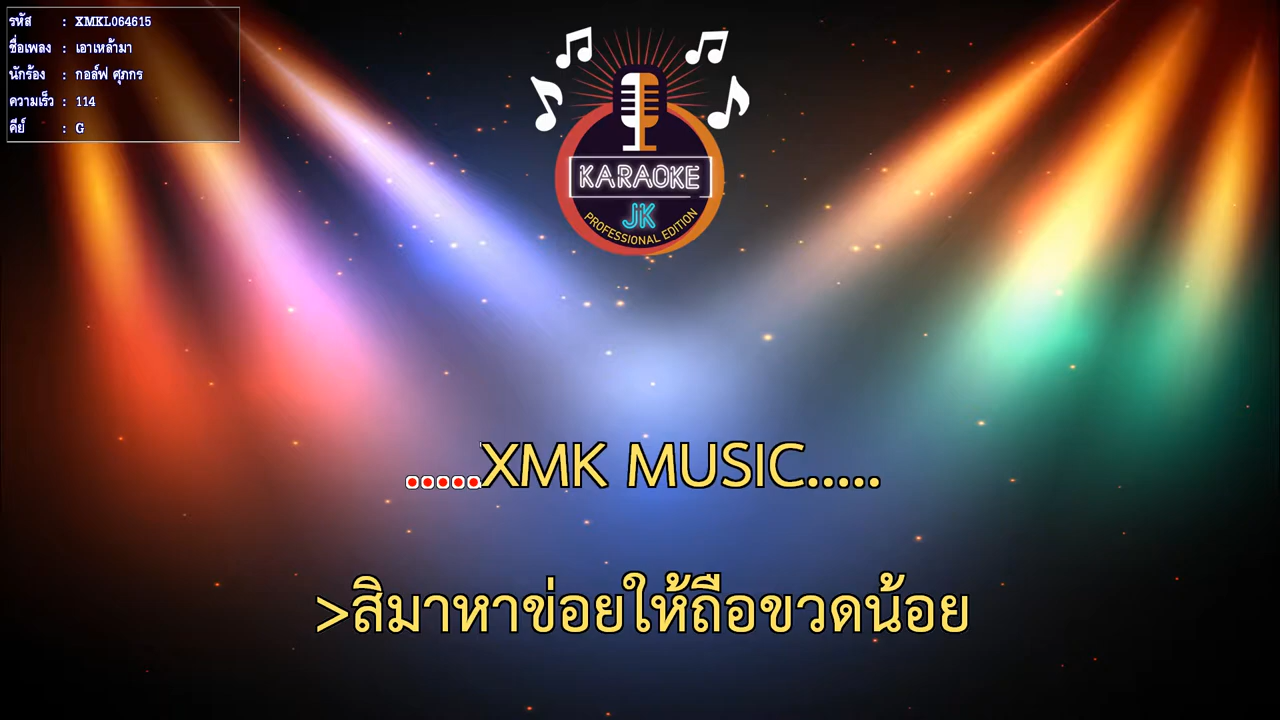 รหัส : XMKL064615
ชื่อเพลง : เอาเหล้ามา
นักร้อง : กอล์ฟ ศุภกร
ความเร็ว : 114
คีย์ : G
KARAOKE
JK
PROFESSIONAL EDITION
.....XMK MUSIC.....
>สิมาหาข่อยให้ถือขวดน้อย